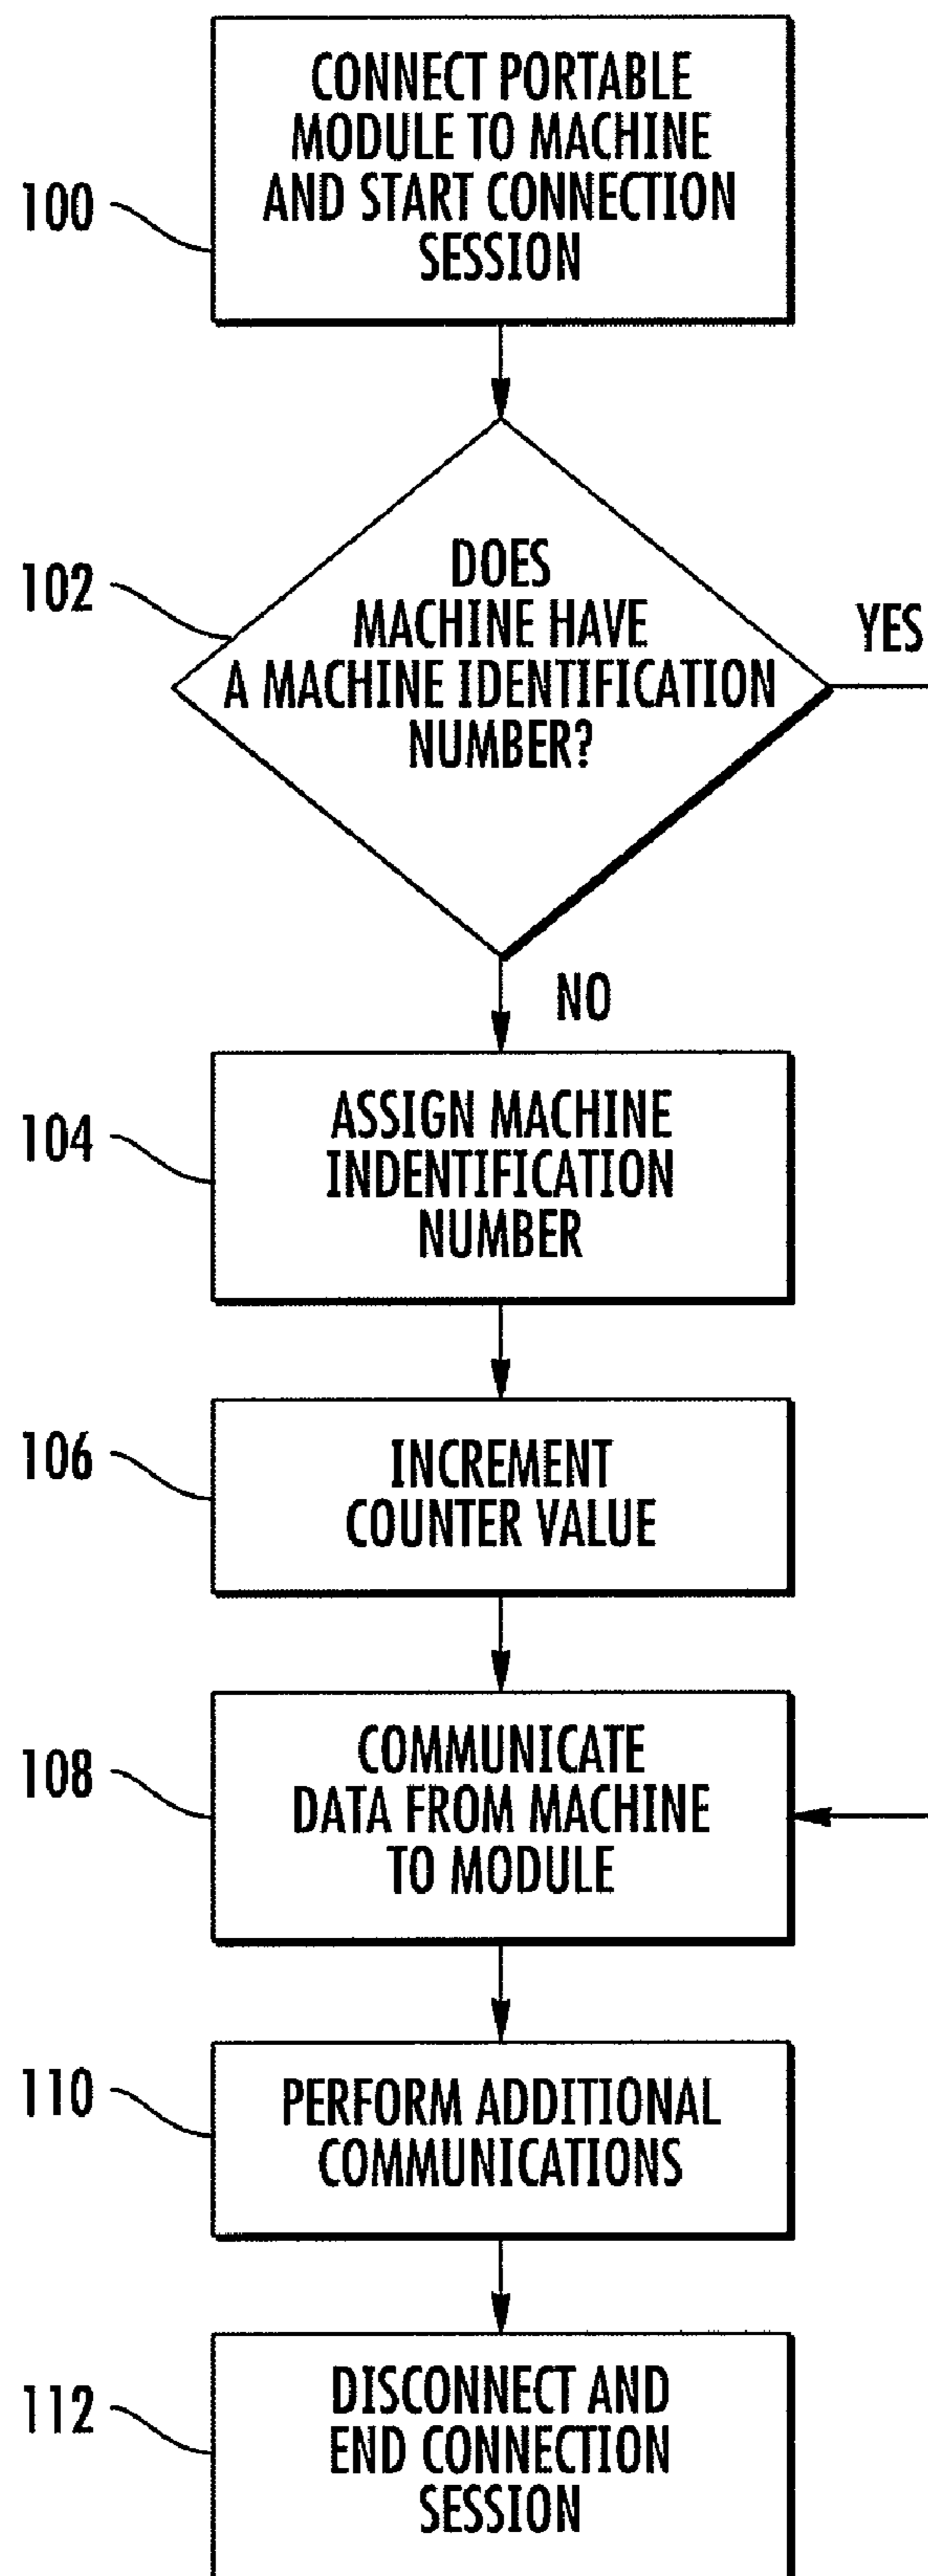 100
CONNECT PORTABLE
MODULE TO MACHINE
AND START CONNECTION
SESSION
102
DOES
MACHINE HAVE
A MACHINE IDENTIFICATION
NUMBER?
YES
NO
104
ASSIGN MACHINE
INDENTIFICATION
NUMBER
106
INCREMENT
COUNTER VALUE
108
COMMUNICATE
DATA FROM MACHINE
TO MODULE
110
PERFORM ADDITIONAL
COMMUNICATIONS
112
DISCONNECT AND
END CONNECTION
SESSION